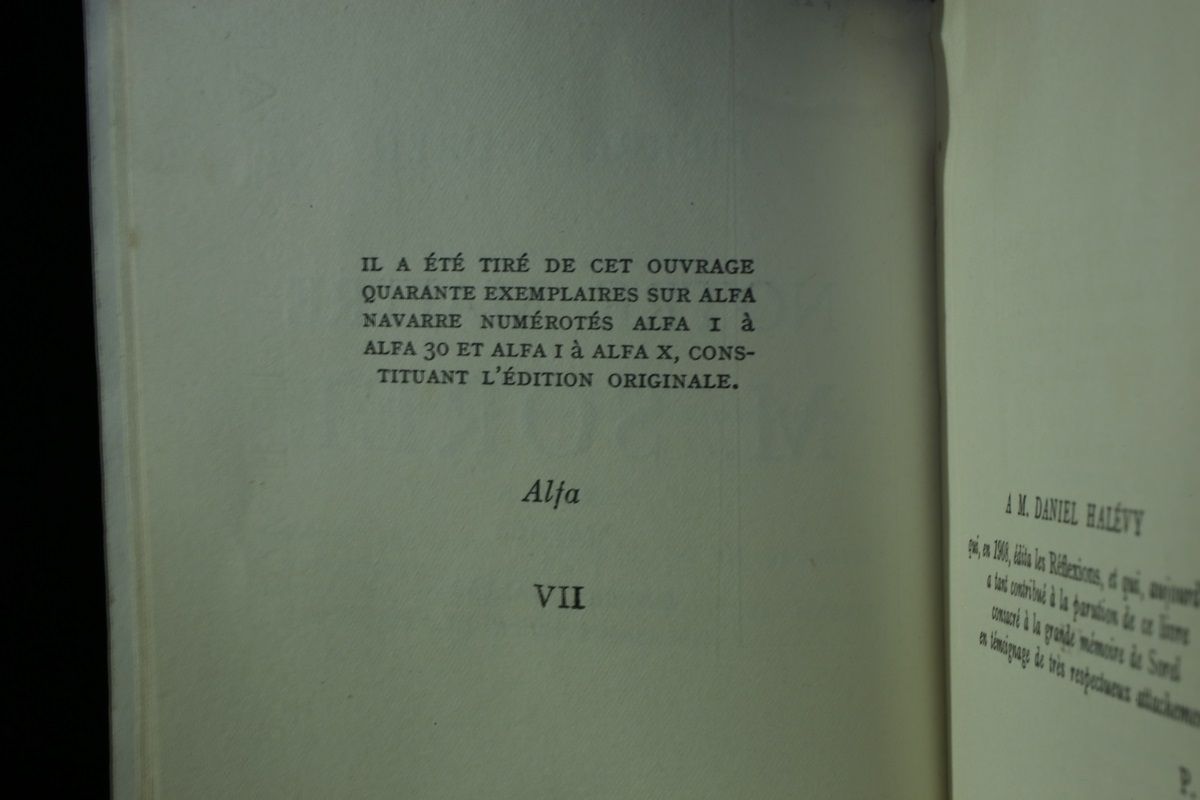 IL A ÉTÉ TIRÉ DE CET OUVRAGE
QUARANTE EXEMPLAIRES SUR ALFA
NAVARRE NUMÉROTÉS ALFA I à
ALFA 30 ET ALFA I à ALFA X, CONS-
TITUANT L'ÉDITION ORIGINALE.
Alfa
VII
A M. DANIEL HALÉVY
qui, en 1908, édita les Réflexions, et qui, aujourd
a tant contribué à la parution de ce livre
consacré à la grande mémoire de Sorel
en témoignage de très respectueux attacheme
P.